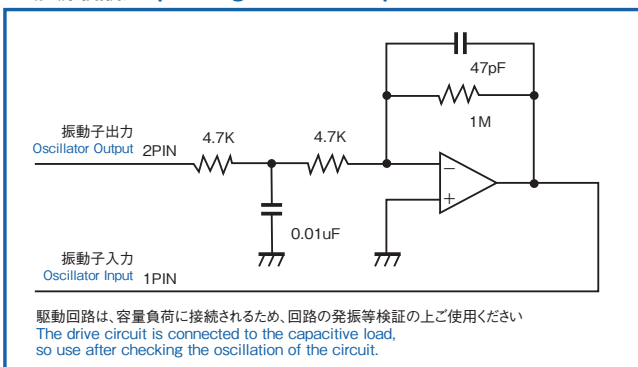 47pF
1M
振動子出力
Oscillator Output 2PIN
4.7K
4.7K
−
+
0.01uF
振動子入力
Oscillator Input 1PIN
駆動回路は、容量負荷に接続されるため、回路の発振等検証の上ご使用ください
The drive circuit is connected to the capacitive load,
so use after checking the oscillation of the circuit.